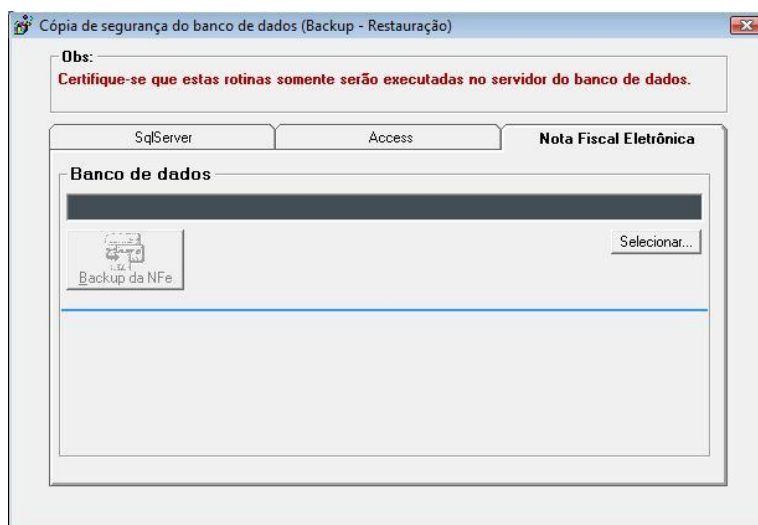 Cópia de segurança do banco de dados (Backup - Restauração)
Obs:
Certifique-se que estas rotinas somente serão executadas no servidor do banco de dados.
SqlServer
Access
Nota Fiscal Eletrônica
Banco de dados
Selecionar...
Backup da NFe